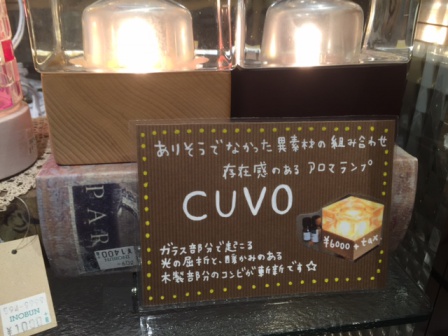 ありそうでなかった異素材の組み合わせ
存在感のあるアロマランプ
CUVO
¥6000
ガラス部分で起こる
光の屈折と、温かみのある
木製部分のコンビが斬新です☆
PAR